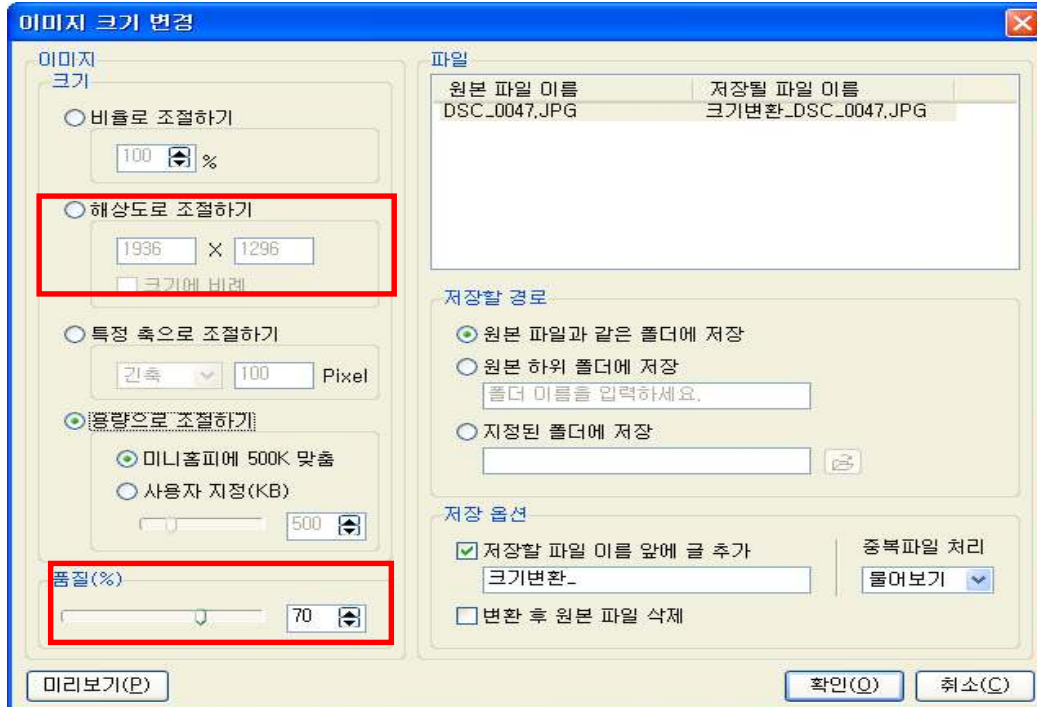 이미지 크기 변경
이미지
크기
비율로 조절하기
100 %
해상도로 조절하기
1936 X 1296
크기에 비례
특정 축으로 조절하기
긴축 100 Pixel
용량으로 조절하기
미니홈피에 500K 맞춤
사용자 지정(KB)
500
품질(%)
70
미리보기(P)
파일
원본 파일 이름 저장될 파일 이름
DSC_0047.JPG 크기변환_DSC_0047.JPG
저장할 경로
원본 파일과 같은 폴더에 저장
원본 하위 폴더에 저장
폴더 이름을 입력하세요.
지정된 폴더에 저장
저장 옵션
저장할 파일 이름 앞에 글 추가
크기변환_
변환 후 원본 파일 삭제
중복파일 처리
물어보기
확인(O) 취소(C)